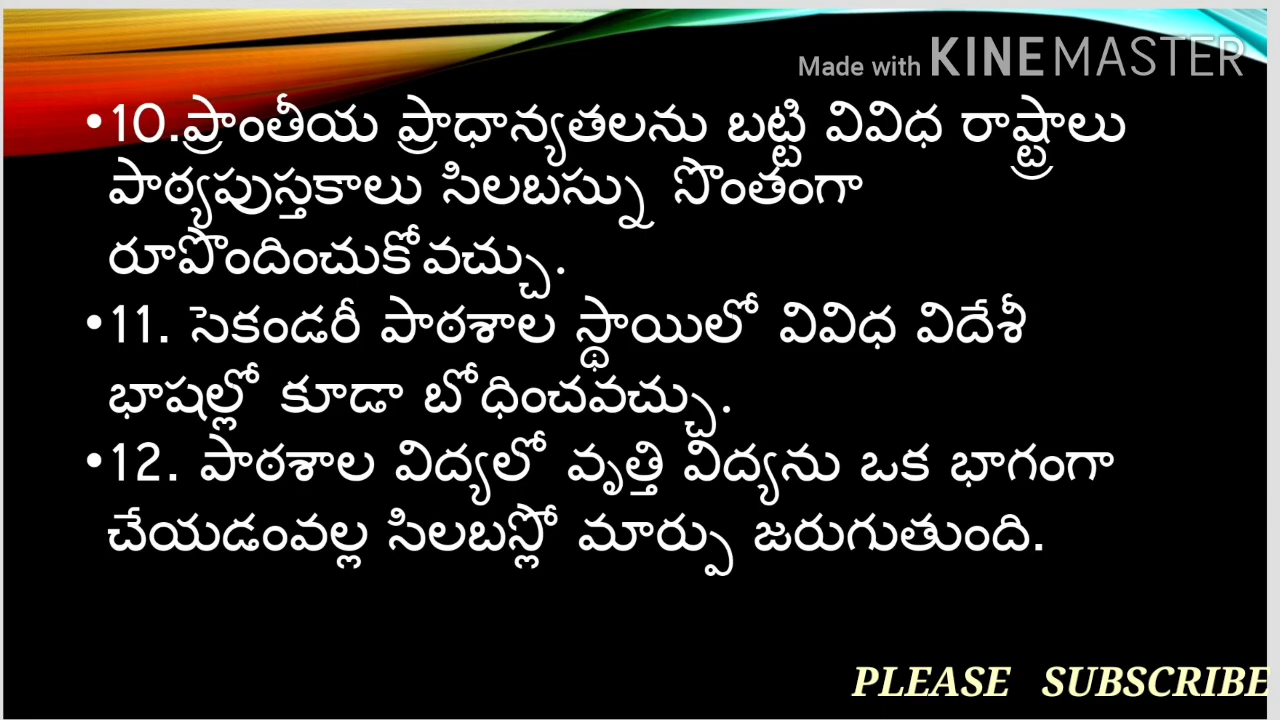 Made with KINEMASTER
•10.ప్రాంతీయ ప్రాధాన్యతలను బట్టి వివిధ రాష్ట్రాలు
పాఠ్యపుస్తకాలు సిలబస్ను సొంతంగా
రూపొందించుకోవచ్చు.
•11. సెకండరీ పాఠశాల స్థాయిలో వివిధ విదేశీ
భాషల్లో కూడా బోధించవచ్చు.
•12. పాఠశాల విద్యలో వృత్తి విద్యను ఒక భాగంగా
చేయడంవల్ల సిలబస్లో మార్పు జరుగుతుంది.
PLEASE SUBSCRIBE